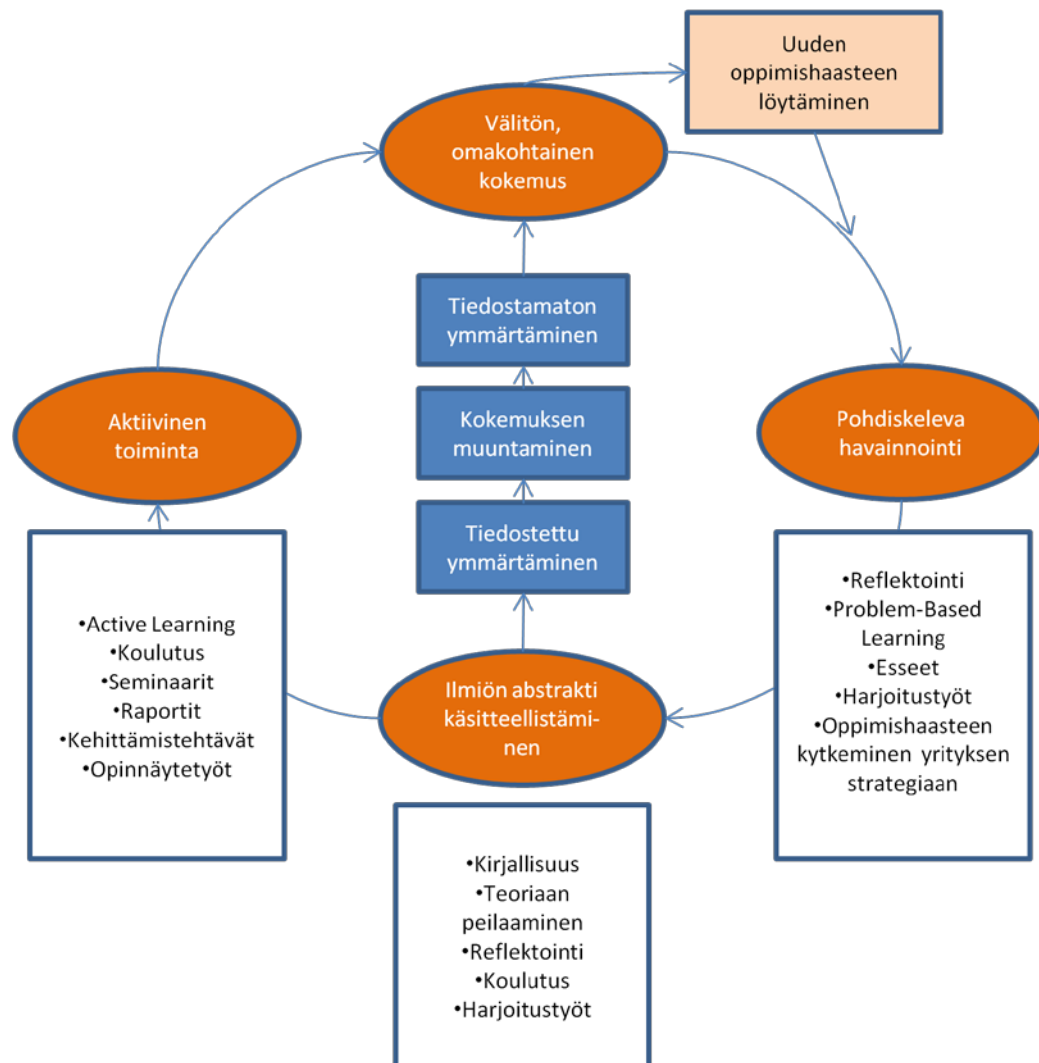 Uuden
oppimishaasteen
löytäminen
Välitön,
omakohtainen
kokemus
Tiedostamaton
ymmärtäminen
Kokemuksen
muuntaminen
Tiedostettu
ymmärtäminen
Aktiivinen
toiminta
Pohdiskeleva
havainnointi
•Active Learning
•Koulutus
•Seminaarit
•Raportit
•Kehittämistehtävät
•Opinnäytetyöt
Ilmiön abstrakti
käsitteellistämi-
nen
•Reflektointi
•Problem-Based
Learning
•Esseet
•Harjoitustyöt
•Oppimishaasteen
kytkeminen yrityksen
strategiaan
•Kirjallisuus
•Teoriaan
peilaaminen
•Reflektointi
•Koulutus
•Harjoitustyöt